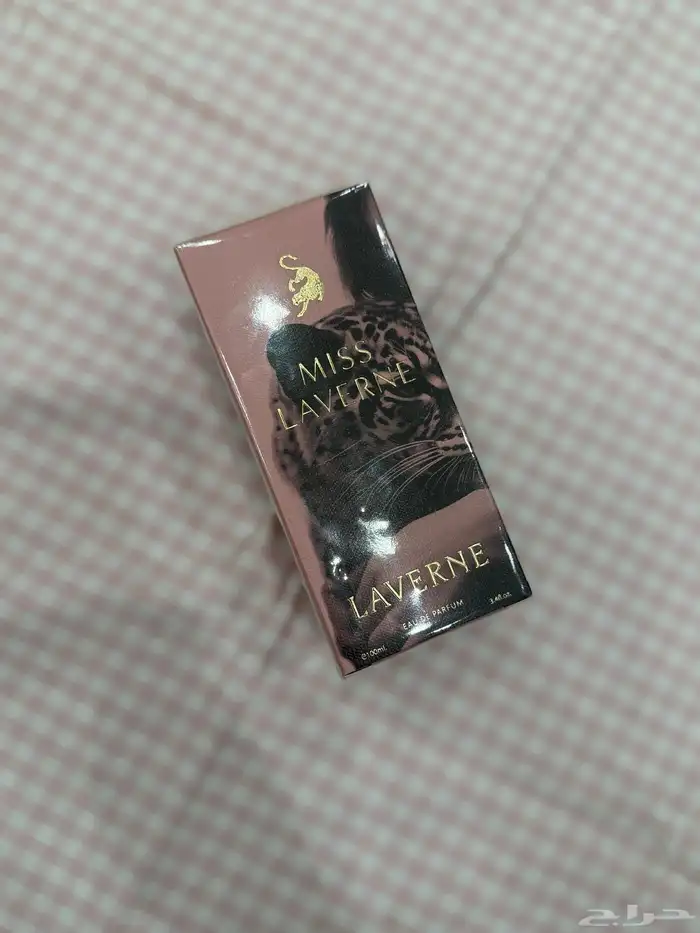 MISS
LAVERNE
LAVERNE
EAU DE PARFUM
℮100ml. 3.4fl.oz.
حراج